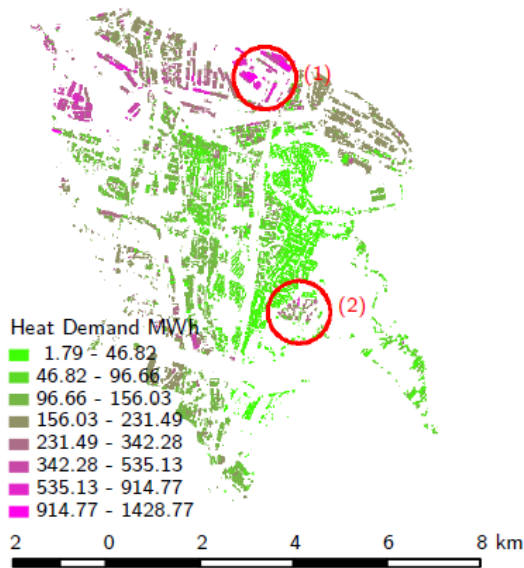 (1)
(2)
Heat Demand MWh
1.79 - 46.82
46.82 - 96.66
96.66 - 156.03
156.03 - 231.49
231.49 - 342.28
342.28 - 535.13
535.13 - 914.77
914.77 - 1428.77
2 0 2 4 6 8 km